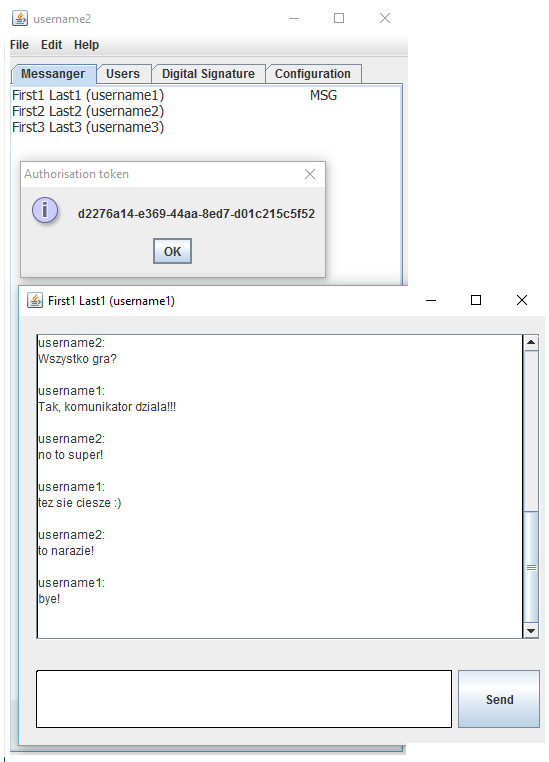 username2
File Edit Help
Messanger Users Digital Signature Configuration
First1 Last1 (username1) MSG
First2 Last2 (username2)
First3 Last3 (username3)
Authorisation token
d2276a14-e369-44aa-8ed7-d01c215c5f52
OK
First1 Last1 (username1)
username2:
Wszystko gra?
username1:
Tak, komunikator dziala!!!
username2:
no to super!
username1:
tez sie ciesze :)
username2:
to narazie!
username1:
bye!
Send